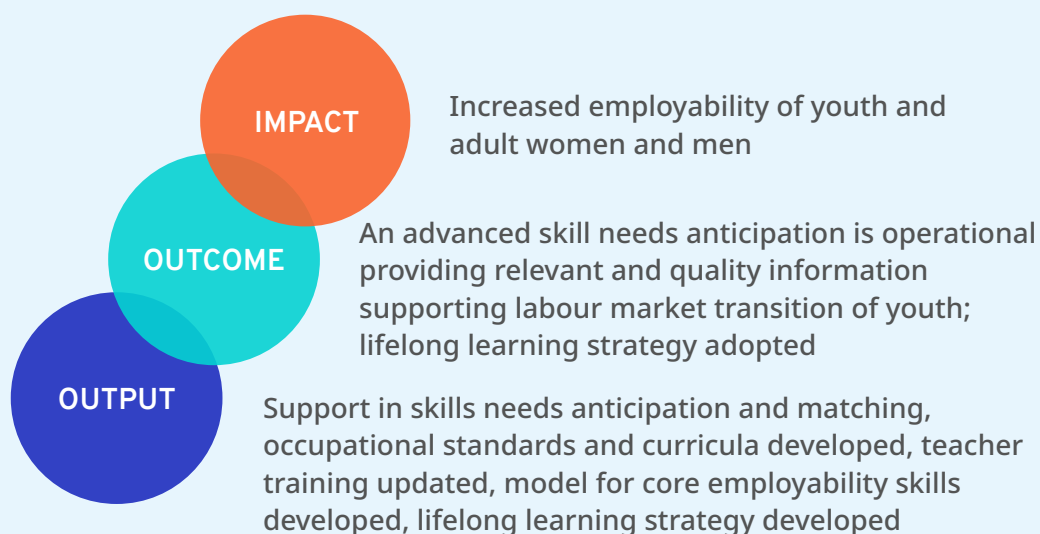 IMPACT
Increased employability of youth and
adult women and men
OUTCOME
An advanced skill needs anticipation is operational
providing relevant and quality information
supporting labour market transition of youth;
lifelong learning strategy adopted
OUTPUT
Support in skills needs anticipation and matching,
occupational standards and curricula developed, teacher
training updated, model for core employability skills
developed, lifelong learning strategy developed